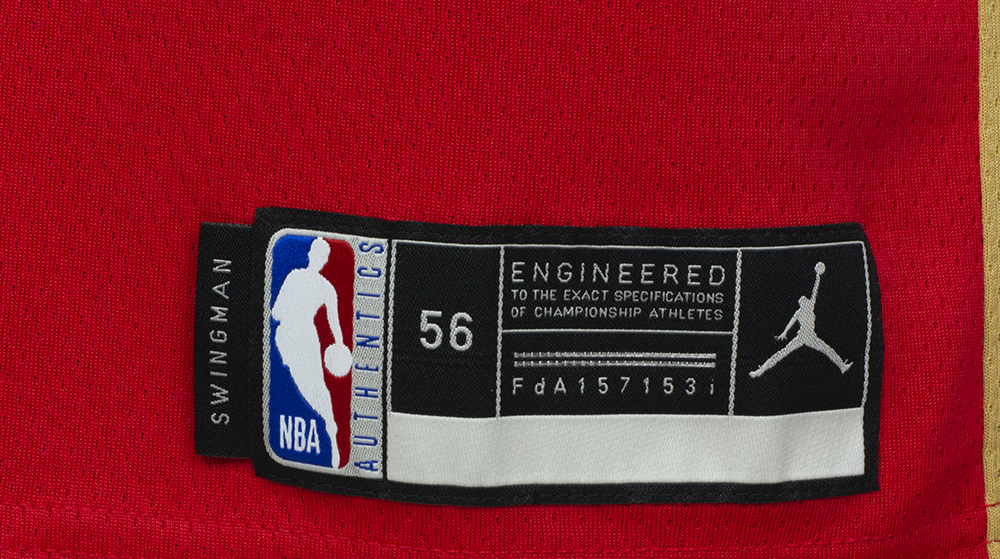 SWINGMAN
NBA
AUTHENTICS
56
ENGINEERED
TO THE EXACT SPECIFICATIONS
OF CHAMPIONSHIP ATHLETES
FdA157153i